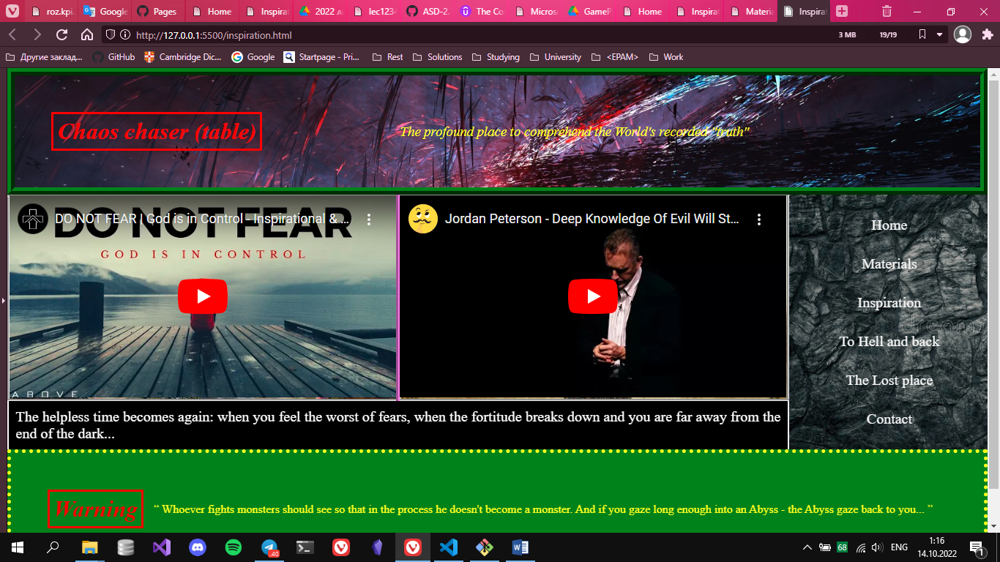 roz.kpi.
Google
Pages
Home
Inspirat
2022 ла
lec1234
ASD-2.
The Co
Micros
GameP
Home
Inspirat
Materia
Inspirat
http://127.0.0.1:5500/inspiration.html
3 MB
19/19
Другие заклад...
GitHub
Cambridge Dic...
Google
Startpage - Pri...
Rest
Solutions
Studying
University
<EPAM>
Work
Chaos chaser (table)
The profound place to comprehend the World's recorded "truth"
DO NOT FEAR | God is in Control - Inspirational & ...
DO NOT FEAR
GOD IS IN CONTROL
ABOVE
Jordan Peterson - Deep Knowledge Of Evil Will St...
Home
Materials
Inspiration
dreams
To Hell and back
The Lost place
Contact
The helpless time becomes again: when you feel the worst of fears, when the fortitude breaks down and you are far away from the
end of the dark...
Warning
“ Whoever fights monsters should see so that in the process he doesn't become a monster. And if you gaze long enough into an Abyss - the Abyss gaze back to you... ”
40
68
ENG
1:16
14.10.2022
1